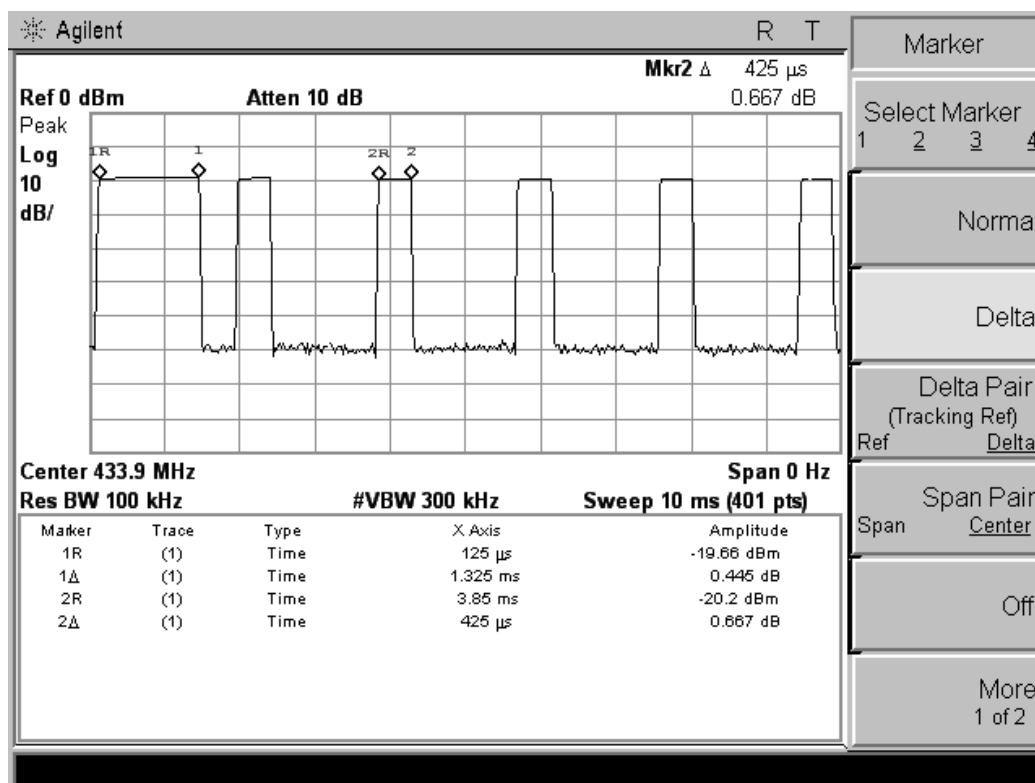 Agilent R T
Mkr2 Δ 425 µs
Ref 0 dBm Atten 10 dB 0.667 dB
Peak
Log
10
dB/
1R 1 2R 2
Center 433.9 MHz Span 0 Hz
Res BW 100 kHz #VBW 300 kHz Sweep 10 ms (401 pts)
Marker Trace Type X Axis Amplitude
1R (1) Time 125 µs -19.66 dBm
1Δ (1) Time 1.325 ms 0.445 dB
2R (1) Time 3.85 ms -20.2 dBm
2Δ (1) Time 425 µs 0.667 dB
Marker
Select Marker
1 2 3 4
Norma
Delta
Delta Pair
(Tracking Ref)
Ref Delta
Span Pair
Span Center
Off
More
1 of 2